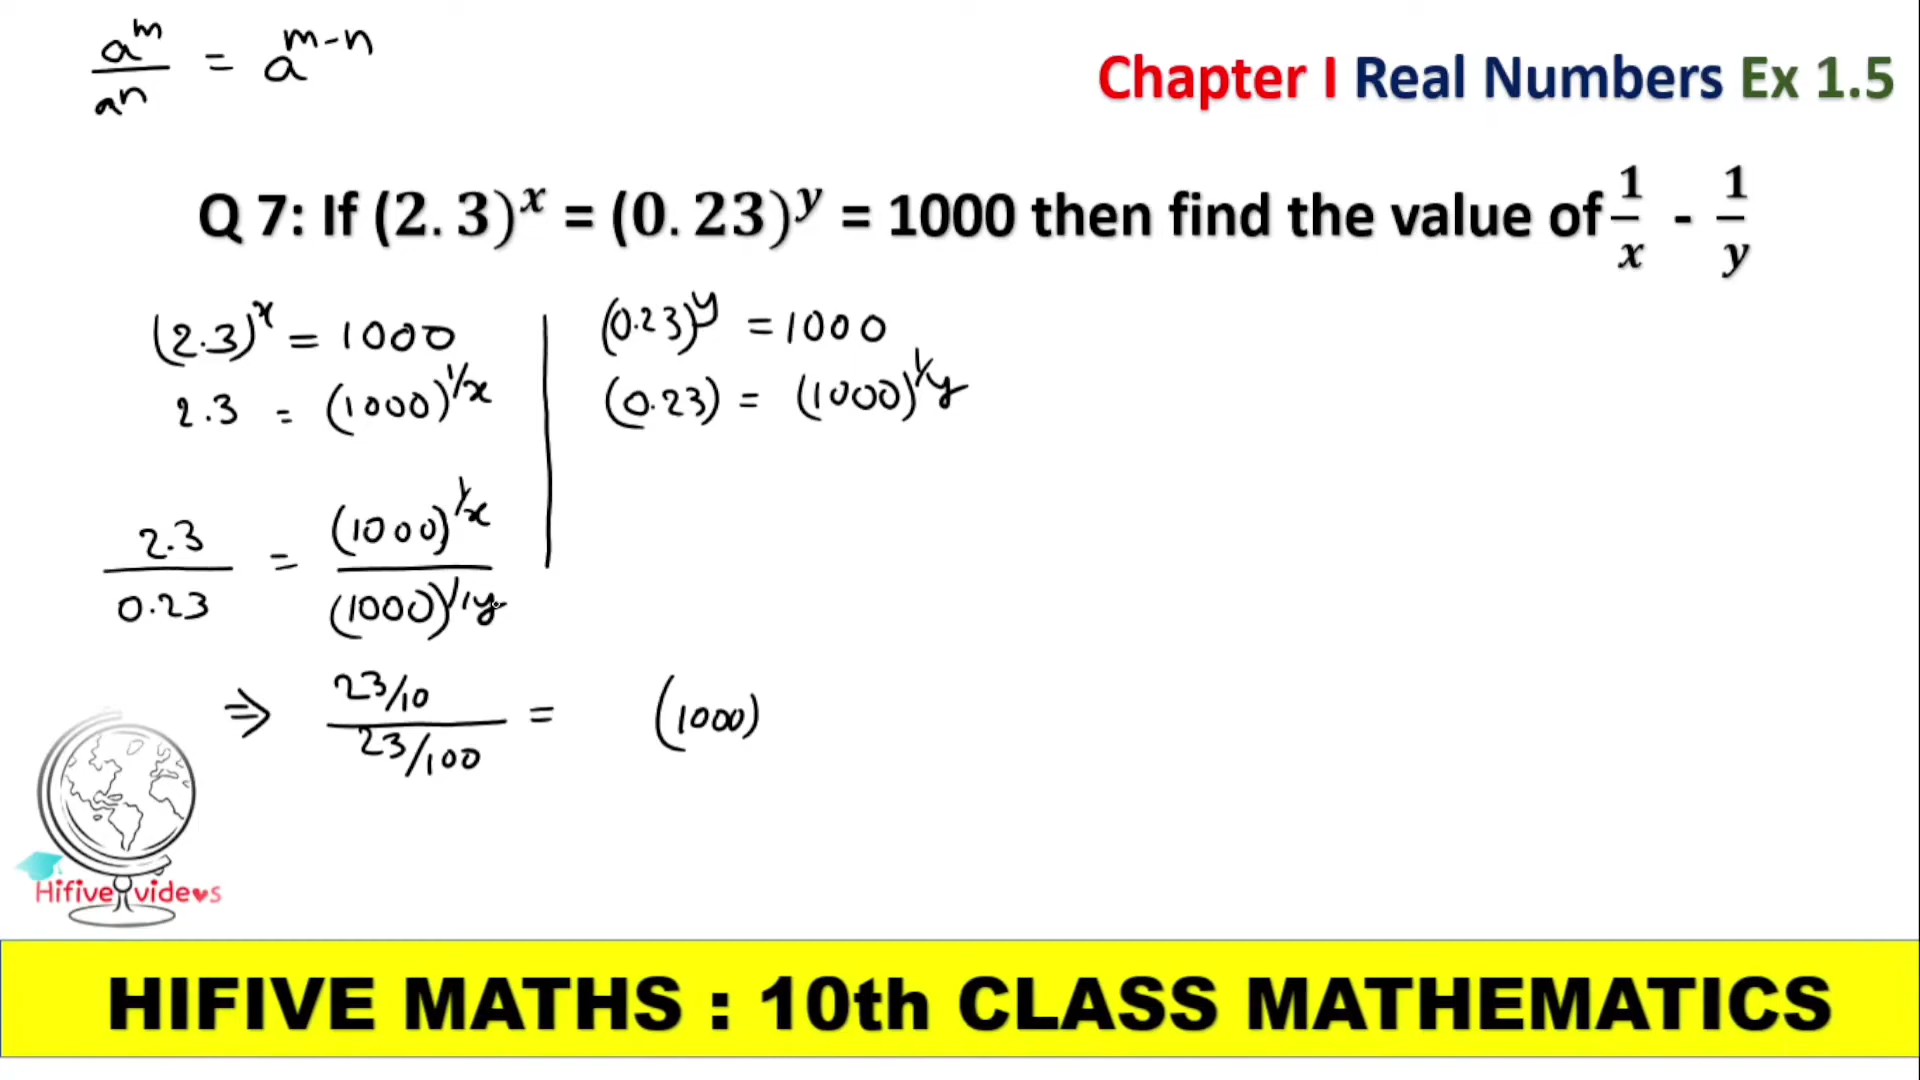 a^m / a^n = a^(m-n)
Chapter I Real Numbers Ex 1.5
Q 7: If (2.3)^x = (0.23)^y = 1000 then find the value of 1/x - 1/y
(2.3)^x = 1000
2.3 = (1000)^(1/x)
(0.23)^y = 1000
(0.23) = (1000)^(1/y)
2.3 / 0.23 = (1000)^(1/x) / (1000)^(1/y)
⇒ 23/10 / 23/100 = (1000)
Hifive videos
HIFIVE MATHS : 10th CLASS MATHEMATICS